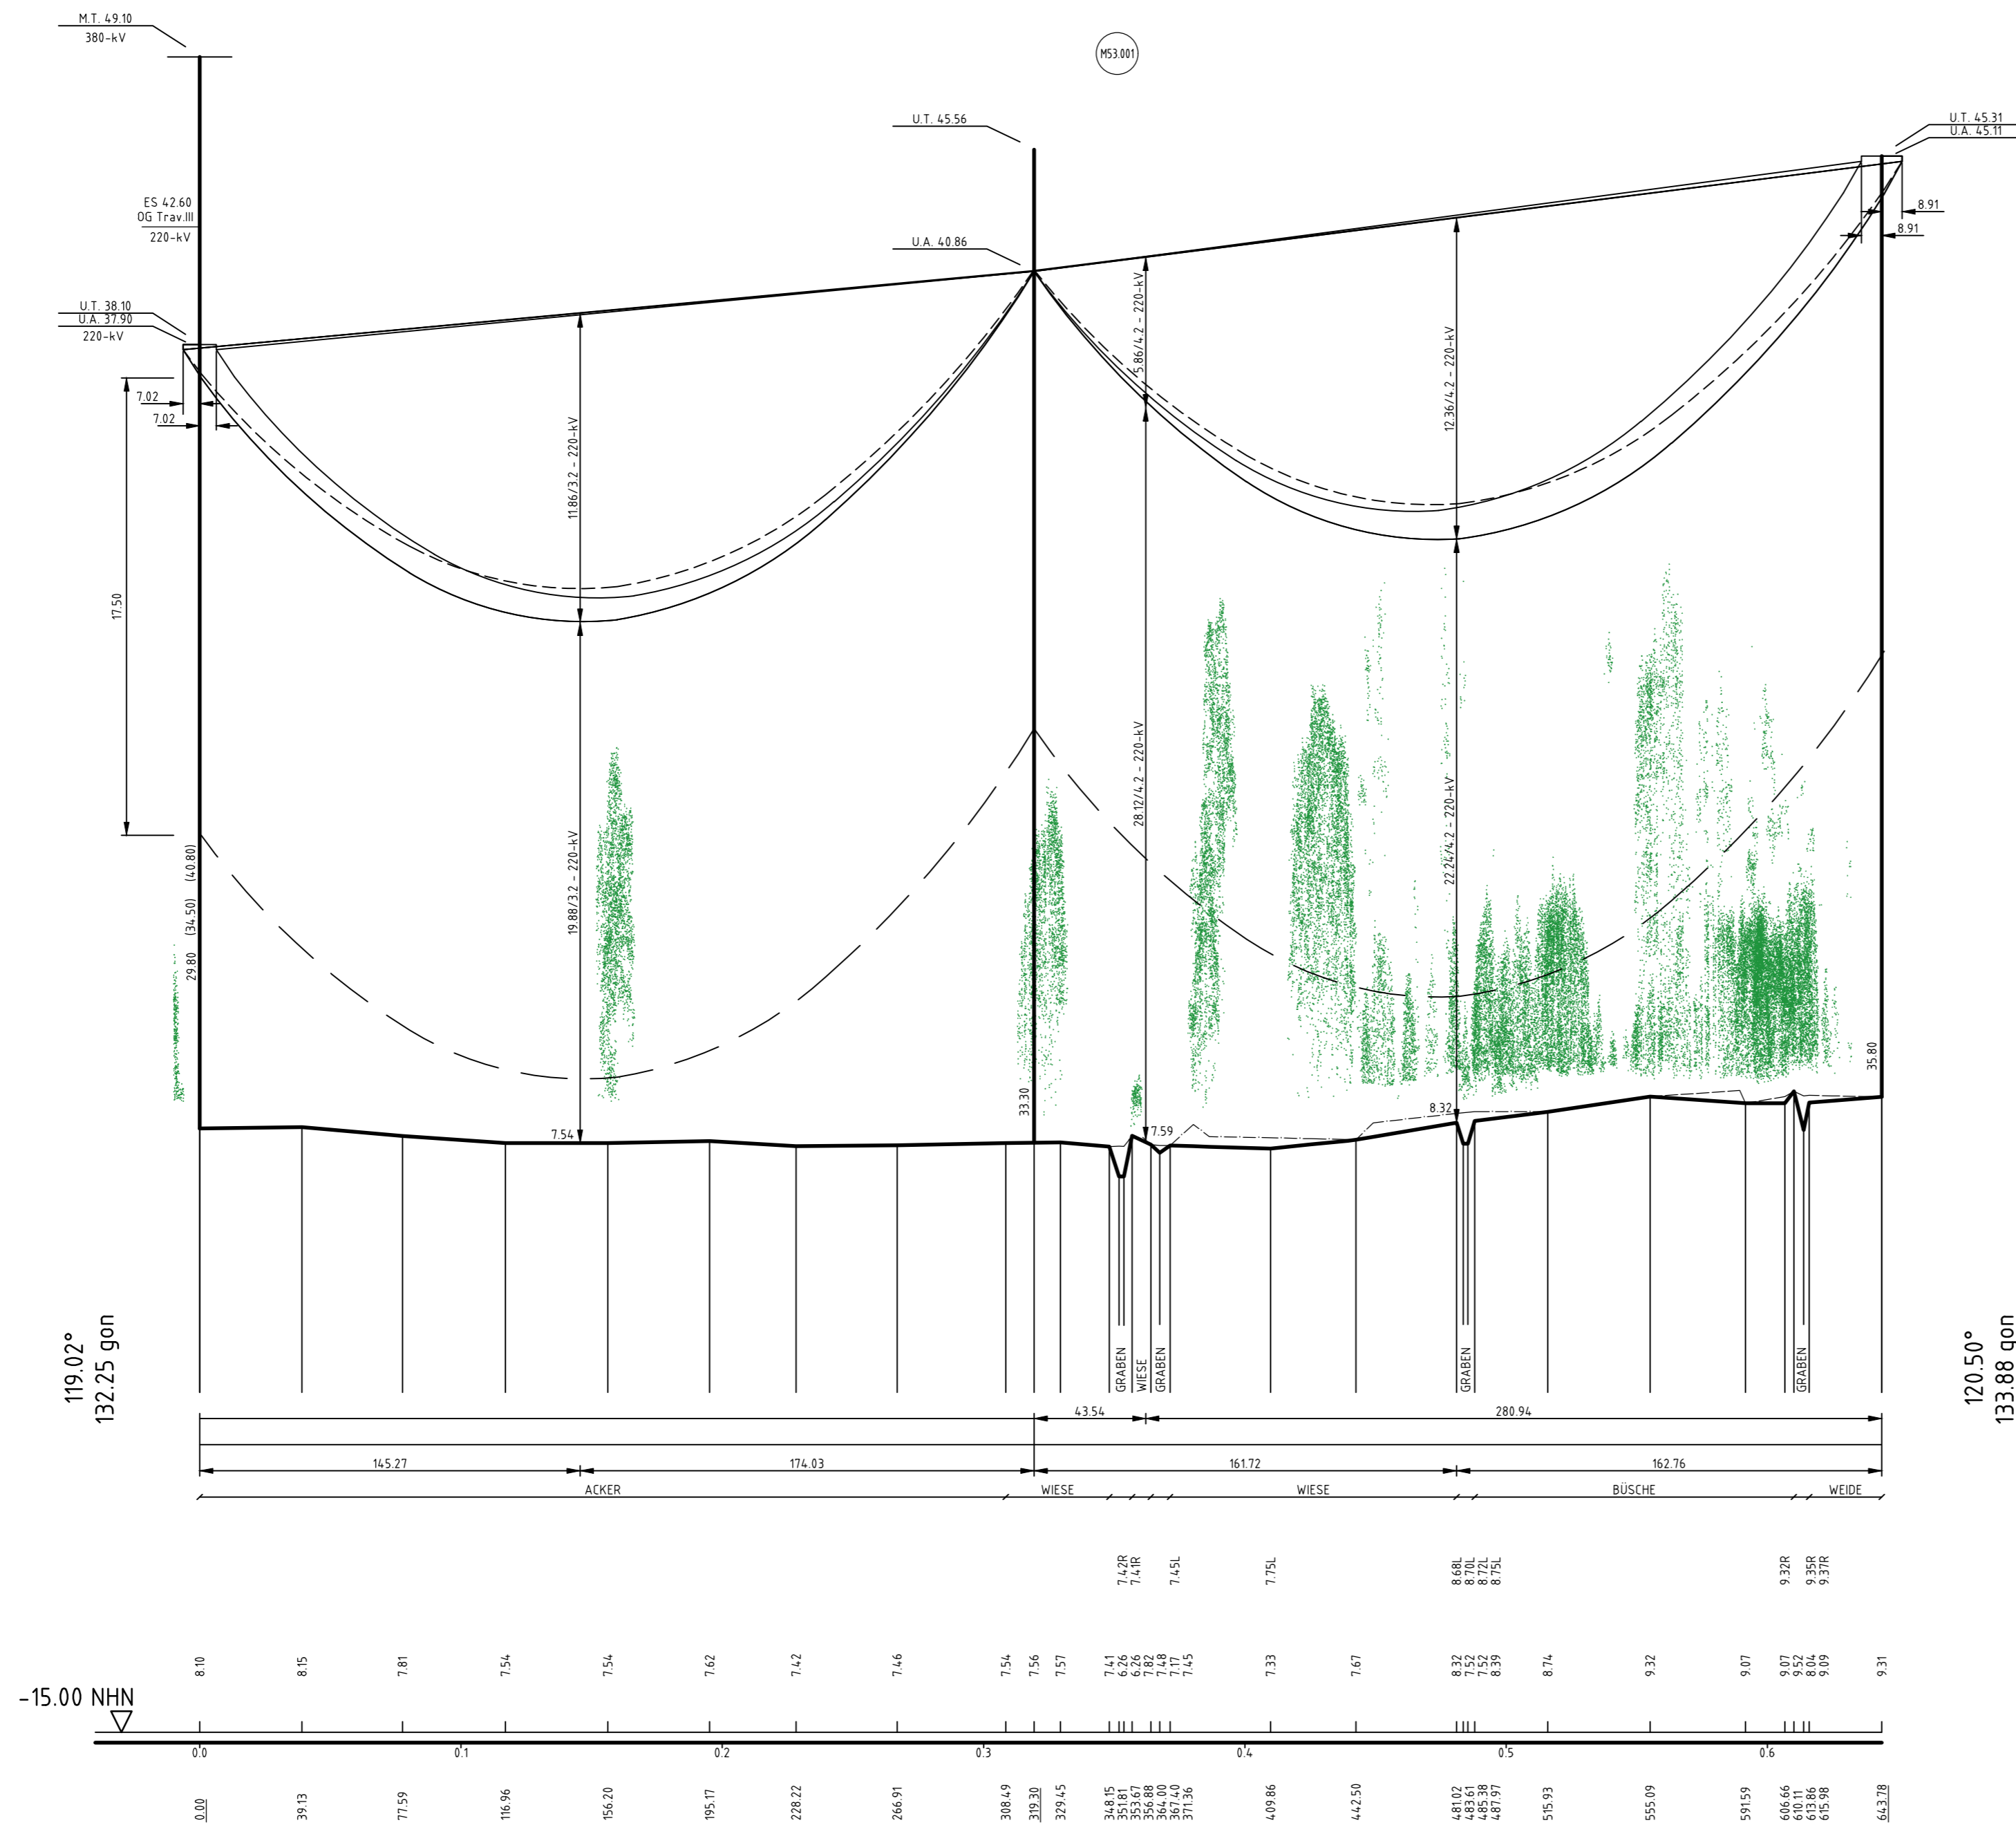 M.T. 49.10
380-kV
M53.001
U.T. 45.56
U.T. 45.31
U.A. 45.11
ES 42.60
OG Trav.III
220-kV
8.91
8.91
U.A. 40.86
U.T. 38.10
U.A. 37.90
220-kV
7.02
7.02
17.50
11.86/3.2 - 220-kV
5.86/4.2 - 220-kV
12.36/4.2 - 220-kV
19.88/3.2 - 220-kV
28.12/4.2 - 220-kV
22.24/4.2 - 220-kV
29.80 (34.50) (40.80)
33.30
35.80
7.54
7.59
8.32
119.02°
132.25 gon
120.50°
133.88 gon
GRABEN
WIESE
GRABEN
GRABEN
GRABEN
43.54
280.94
145.27
174.03
161.72
162.76
ACKER
WIESE
WIESE
BÜSCHE
WEIDE
7.42R
7.41R
7.45L
7.75L
8.68L
8.70L
8.72L
8.75L
9.32R
9.35R
9.37R
8.10
8.15
7.81
7.54
7.54
7.62
7.42
7.46
7.54
7.56
7.57
7.41
6.26
6.26
7.82
7.48
7.17
7.45
7.33
7.67
8.32
7.52
7.52
8.39
8.74
9.32
9.07
9.07
9.52
8.04
9.09
9.31
-15.00 NHN
0.0
0.1
0.2
0.3
0.4
0.5
0.6
0.00
39.13
77.59
116.96
156.20
195.17
228.22
266.91
308.49
319.30
329.45
348.15
351.81
353.67
356.88
364.00
367.40
371.36
409.86
442.50
481.02
483.61
485.38
487.97
515.93
555.09
591.59
606.66
610.11
613.86
615.98
643.78